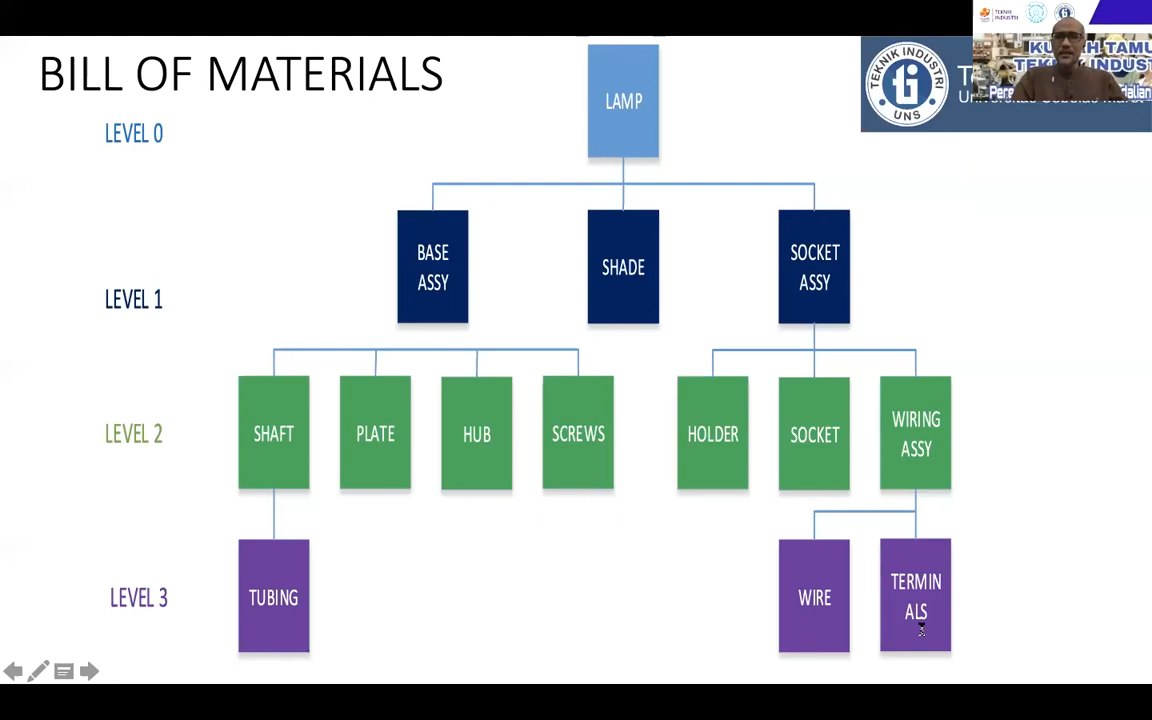 BILL OF MATERIALS
LEVEL 0
LAMP
TEKNIK INDUSTRI
UNS
LEVEL 1
BASE
ASSY
SHADE
SOCKET
ASSY
LEVEL 2
SHAFT
PLATE
HUB
SCREWS
HOLDER
SOCKET
WIRING
ASSY
LEVEL 3
TUBING
WIRE
TERMIN
ALS